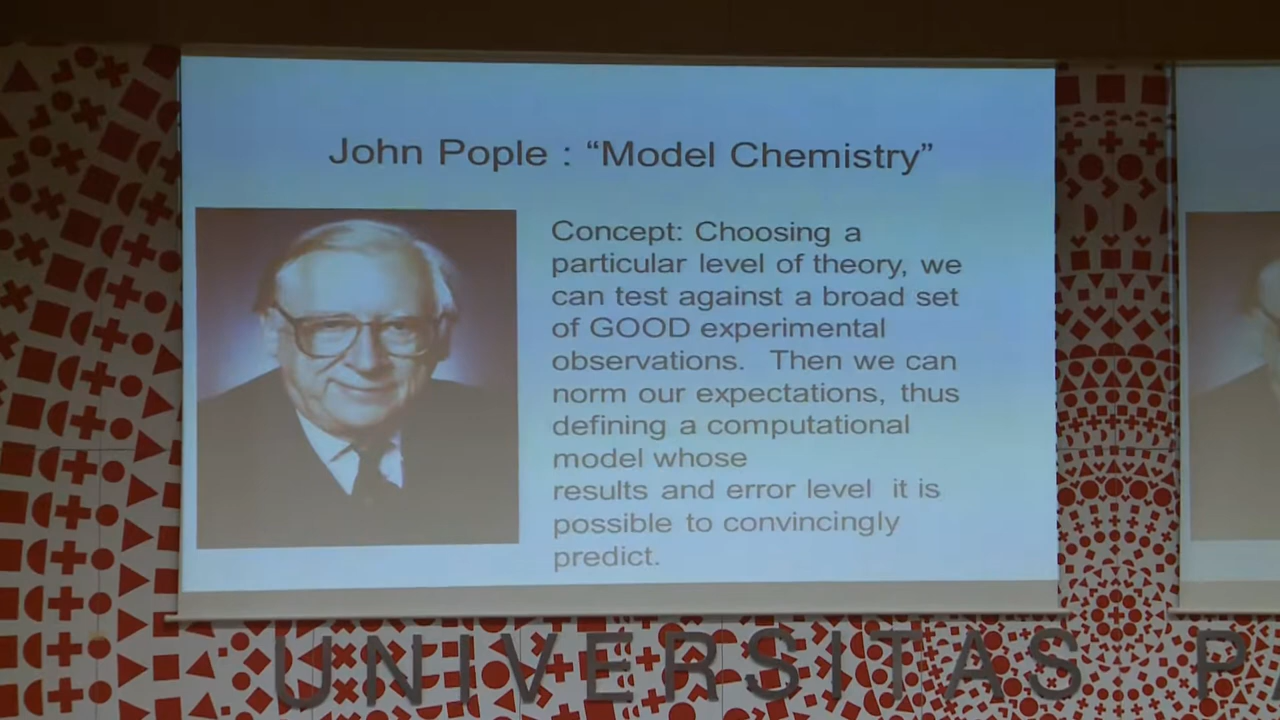 John Pople : “Model Chemistry”
Concept: Choosing a
particular level of theory, we
can test against a broad set
of GOOD experimental
observations. Then we can
norm our expectations, thus
defining a computational
model whose
results and error level it is
possible to convincingly
predict.
UNIVERSITAS